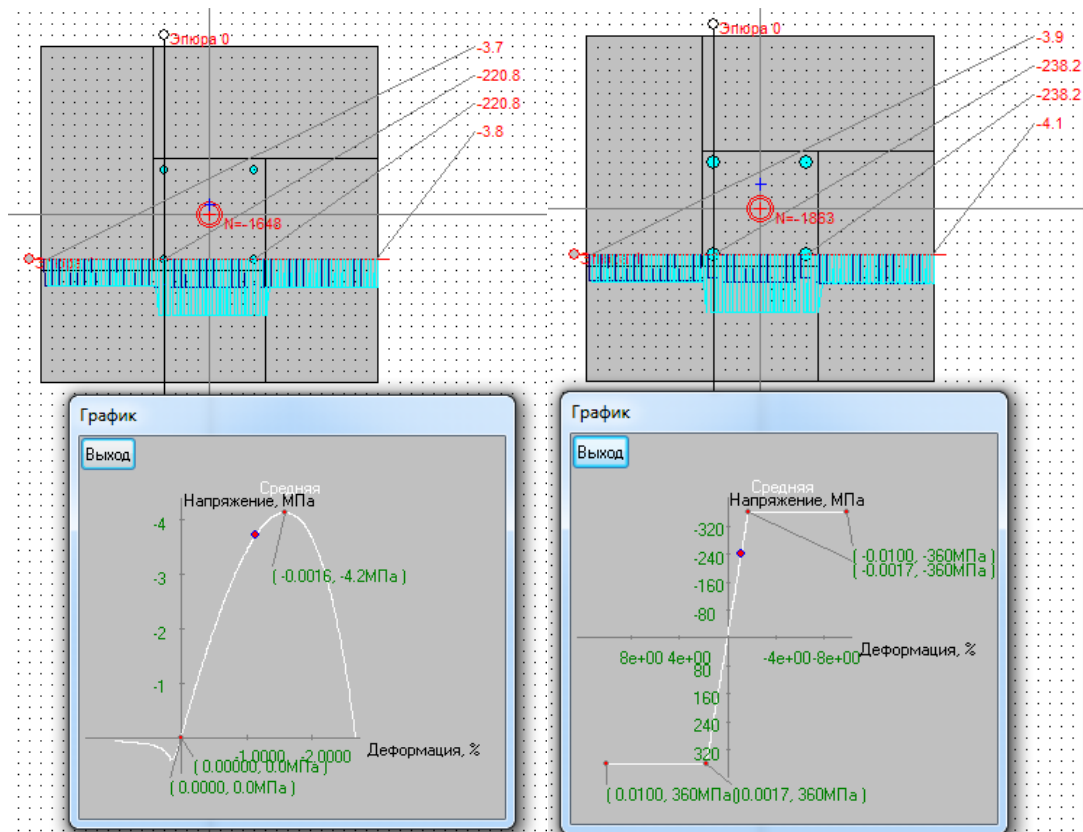 Эпюра 0
-3.7
-220.8
-220.8
-3.8
N=-1648
Эпюра 0
-3.9
-238.2
-238.2
-4.1
N=-1863
График
Выход
Средняя
Напряжение, МПа
-4
-3
-2
-1
( -0.0016, -4.2МПа )
Деформация, %
-1.0000
-2.0000
( 0.00000, 0.0МПа )
( 0.0000, 0.0МПа )
График
Выход
Средняя
Напряжение, МПа
-320
-240
-160
-80
( -0.0100, -360МПа )
( -0.0017, -360МПа )
Деформация, %
8e+00 4e+00
-4e+00-8e+00
80
160
240
320
( 0.0100, 360МПа )
( 0.0017, 360МПа )